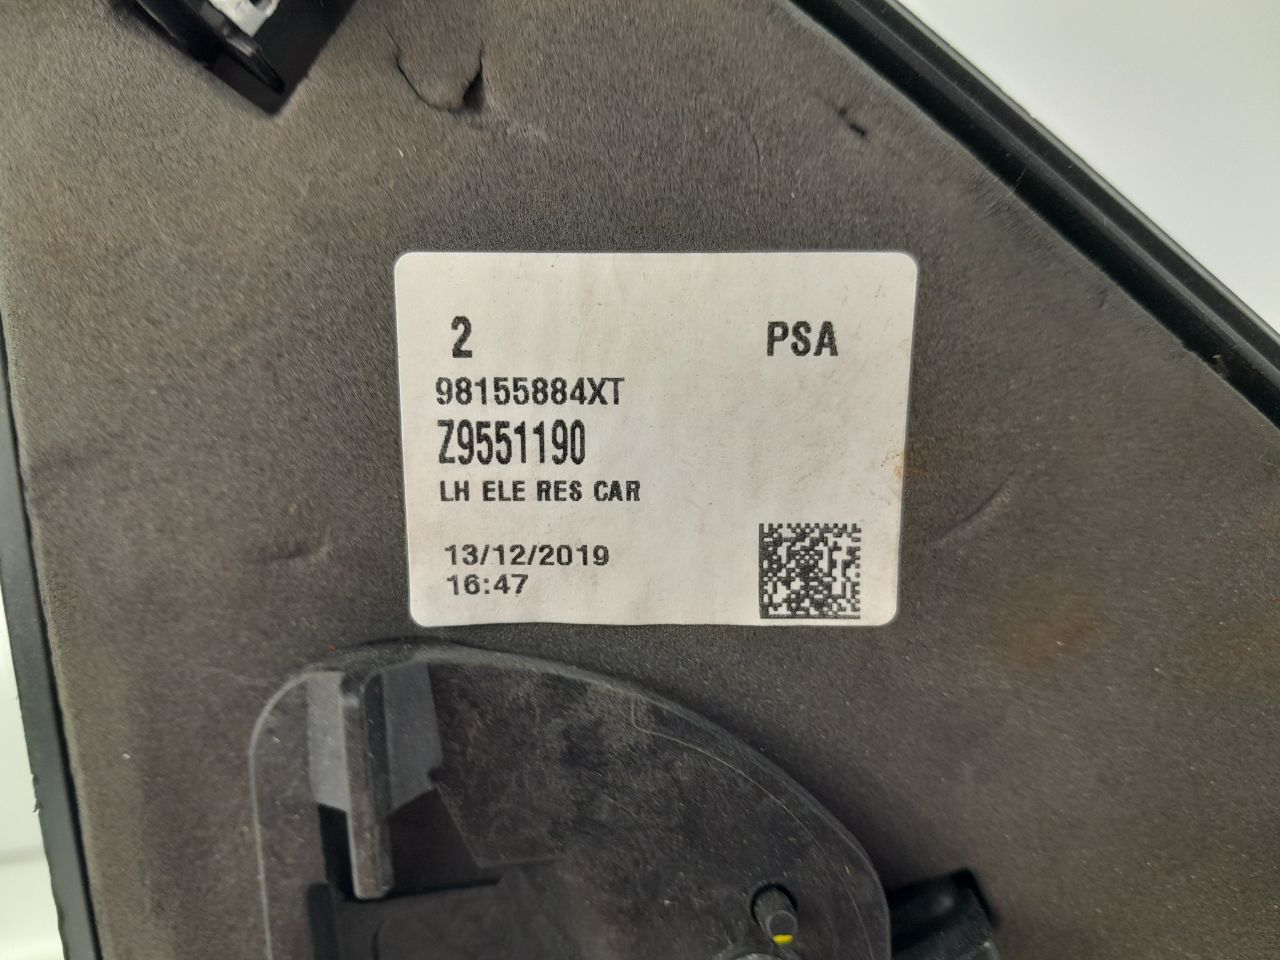 2 PSA
98155884XT
Z9551190
LH ELE RES CAR
13/12/2019
16:47